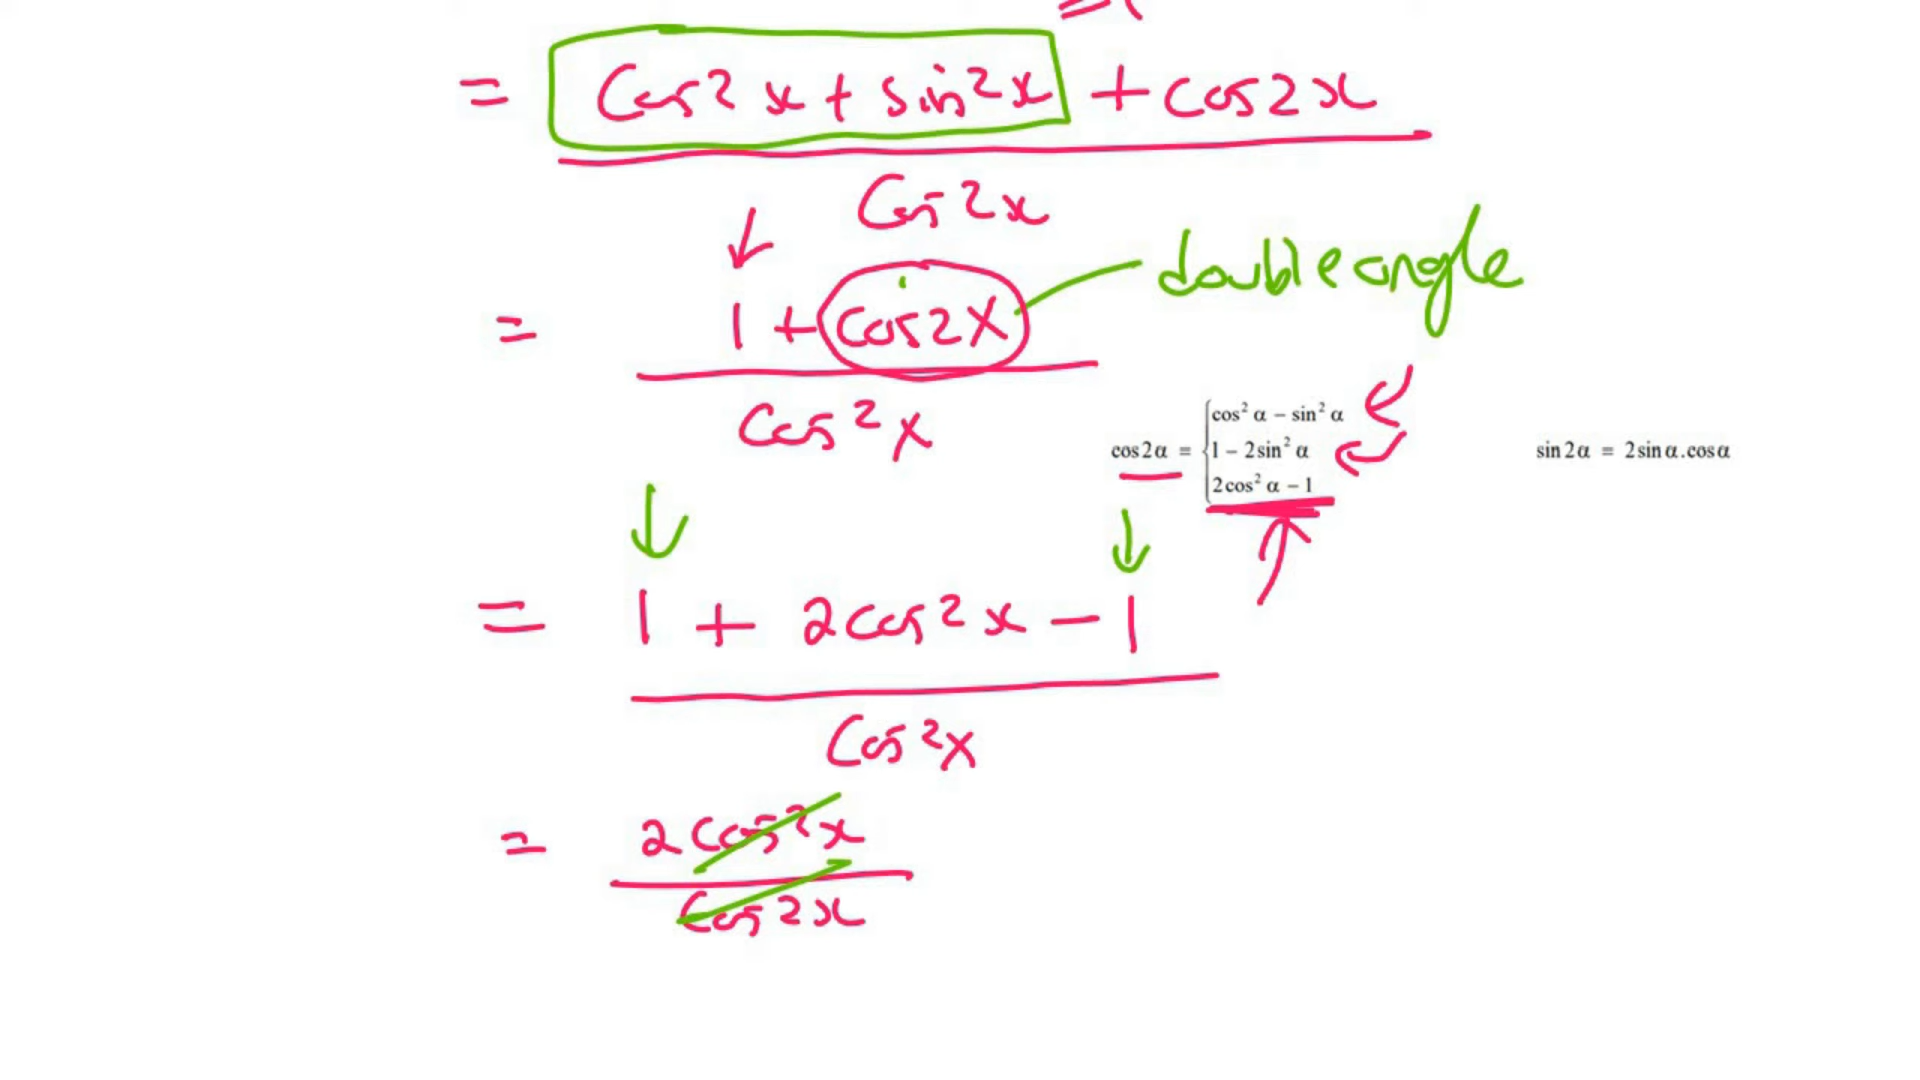 = cos²x + sin²x + cos2x
cos²x
= 1 + cos2x
cos²x
double angle
cos2α = { cos²α − sin²α
1 − 2sin²α
2cos²α − 1
sin2α = 2sinα.cosα
= 1 + 2cos²x − 1
cos²x
= 2cos²x
cos²x